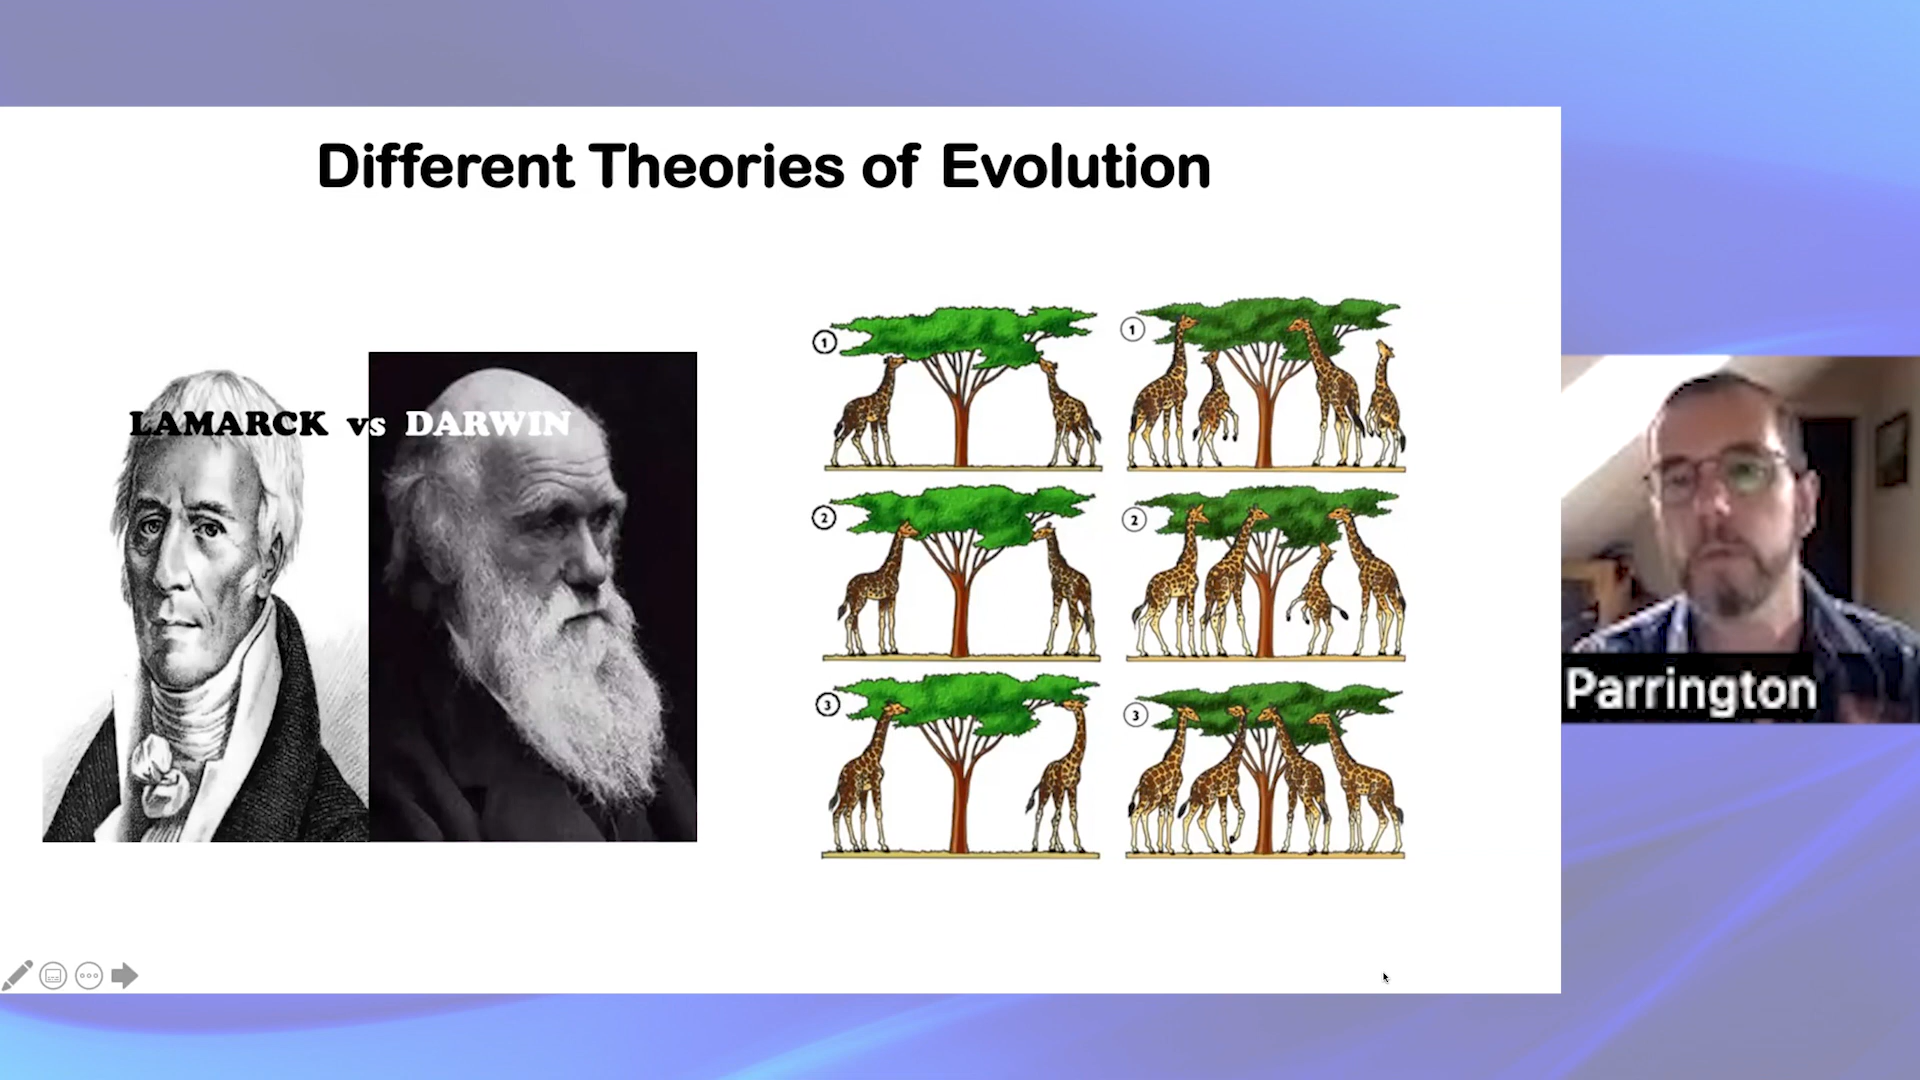 Different Theories of Evolution
LAMARCK vs DARWIN
1
1
2
2
3
3
Parrington